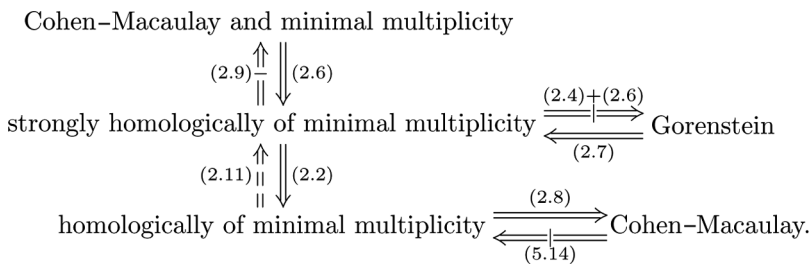 Cohen–Macaulay and minimal multiplicity
(2.9) (2.6)
(2.4)+(2.6)
strongly homologically of minimal multiplicity Gorenstein
(2.7)
(2.11) (2.2)
(2.8)
homologically of minimal multiplicity Cohen–Macaulay.
(5.14)